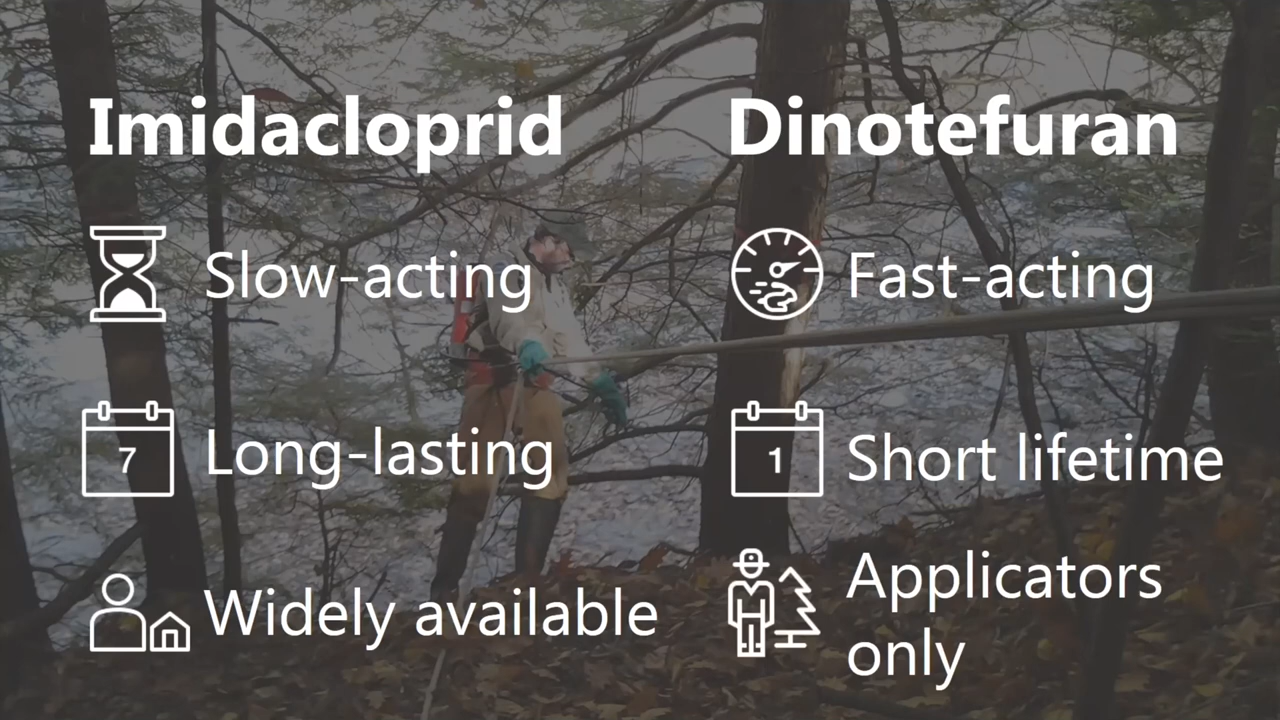 Imidacloprid
Slow-acting
7
Long-lasting
Widely available
Dinotefuran
Fast-acting
1
Short lifetime
Applicators
only